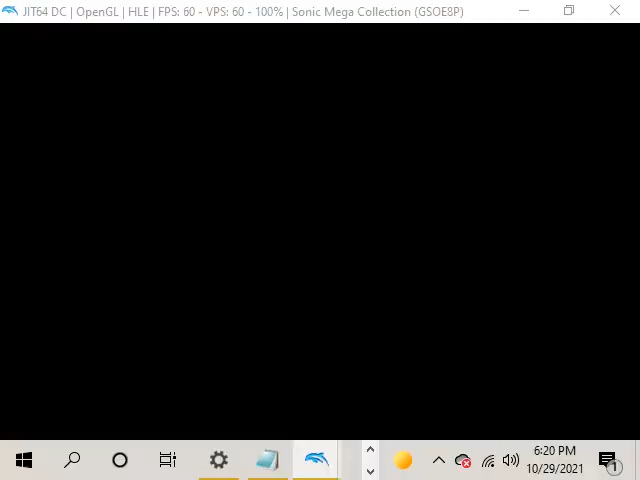 JIT64 DC | OpenGL | HLE | FPS: 60 - VPS: 60 - 100% | Sonic Mega Collection (GSOE8P)
6:20 PM
10/29/2021
1